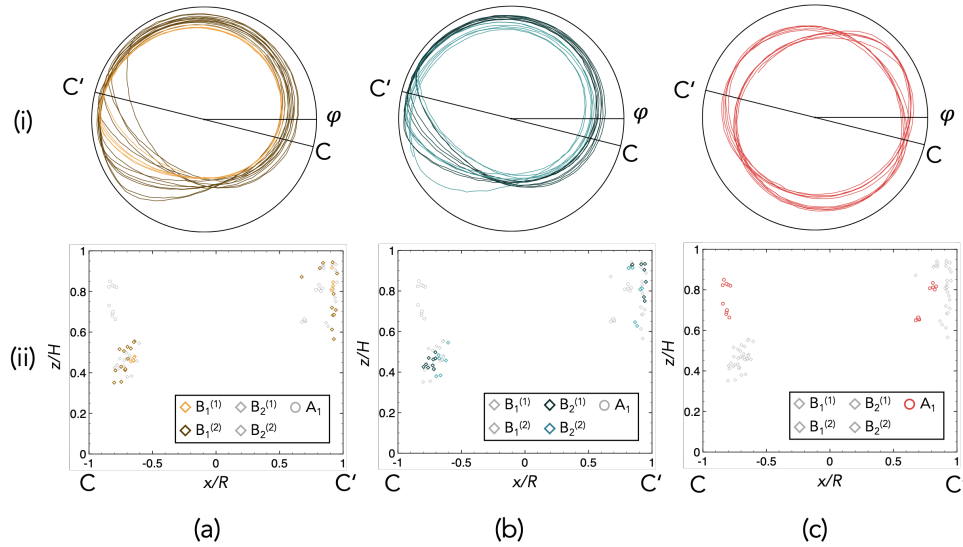 C′ φ C
C′ φ C
C′ φ C
(i)
1
0.8
0.6
0.4
0.2
0
z/H
B₁⁽¹⁾ B₂⁽¹⁾ A₁
B₁⁽²⁾ B₂⁽²⁾
-1 -0.5 0 0.5 1
C x/R C′
1
0.8
0.6
0.4
0.2
0
z/H
B₁⁽¹⁾ B₂⁽¹⁾ A₁
B₁⁽²⁾ B₂⁽²⁾
-1 -0.5 0 0.5 1
C x/R C′
1
0.8
0.6
0.4
0.2
0
z/H
B₁⁽¹⁾ B₂⁽¹⁾ A₁
B₁⁽²⁾ B₂⁽²⁾
-1 -0.5 0 0.5 1
C x/R C
(ii)
(a) (b) (c)